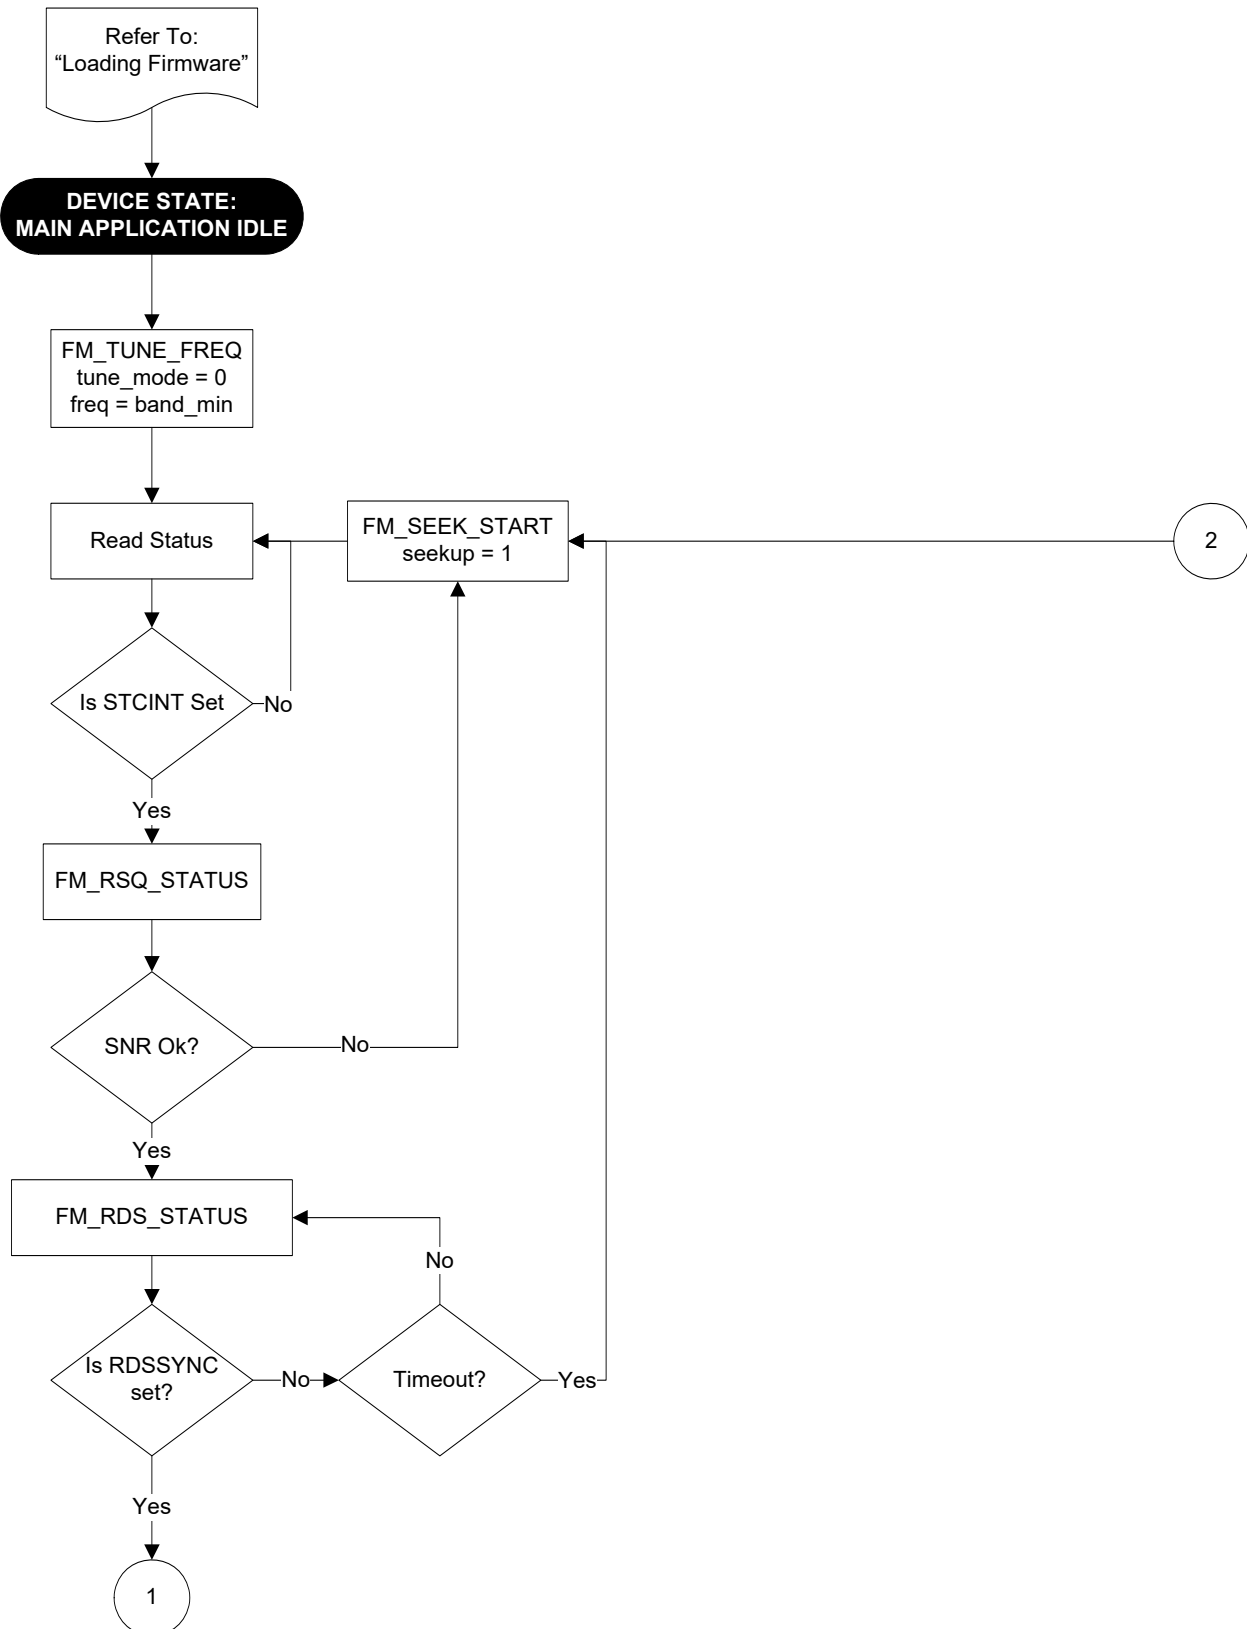 Refer To:
“Loading Firmware”
DEVICE STATE:
MAIN APPLICATION IDLE
FM_TUNE_FREQ
tune_mode = 0
freq = band_min
Read Status
FM_SEEK_START
seekup = 1
2
Is STCINT Set
No
Yes
FM_RSQ_STATUS
SNR Ok?
No
Yes
FM_RDS_STATUS
No
Is RDSSYNC
set?
No
Timeout?
Yes
Yes
1